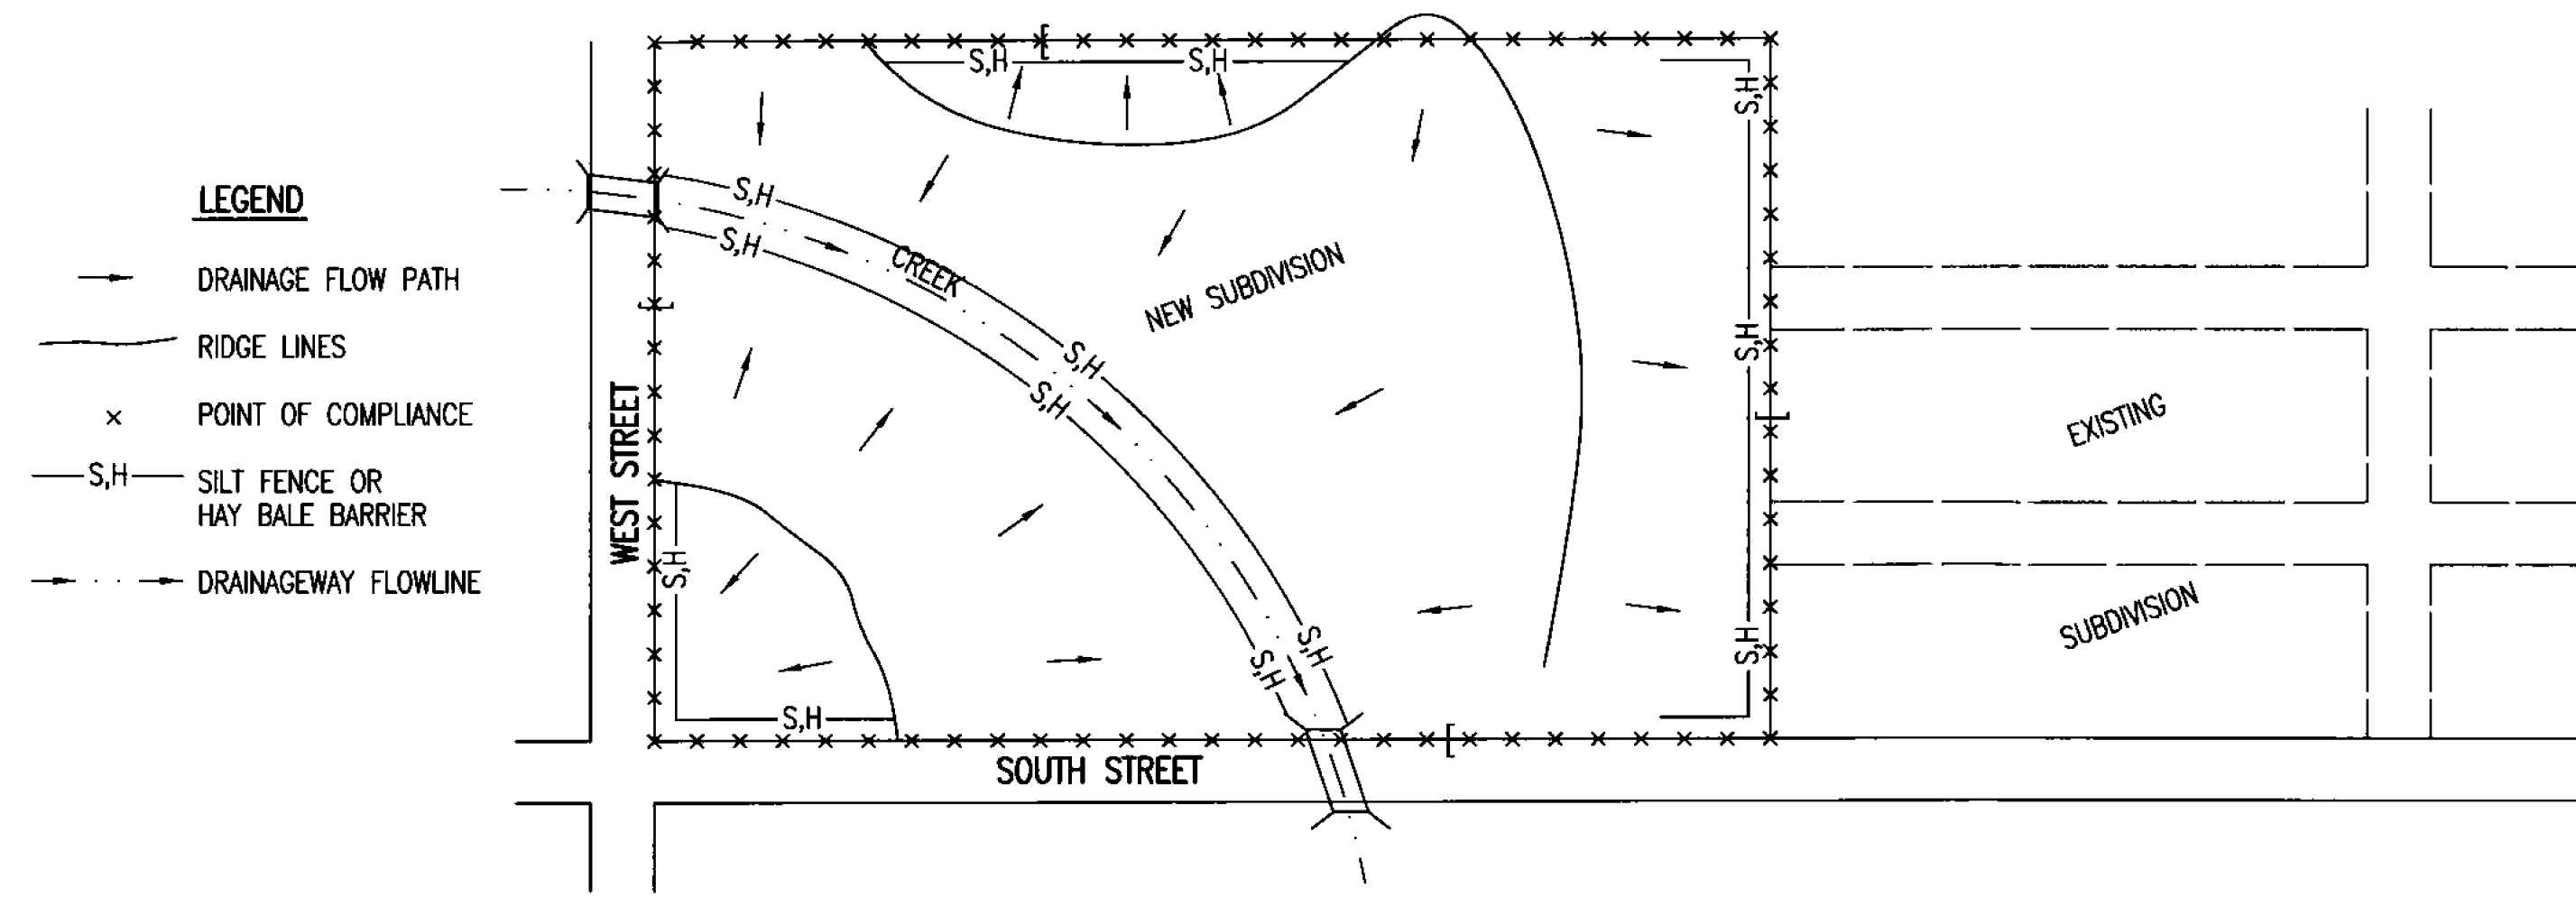 LEGEND
DRAINAGE FLOW PATH
RIDGE LINES
x POINT OF COMPLIANCE
S,H SILT FENCE OR
HAY BALE BARRIER
DRAINAGEWAY FLOWLINE
S,H
S,H
S,H
S,H
S,H
CREEK
NEW SUBDIVISION
S,H
S,H
S,H
WEST STREET
EXISTING
S,H
SUBDIVISION
S,H
S,H
S,H
S,H
SOUTH STREET